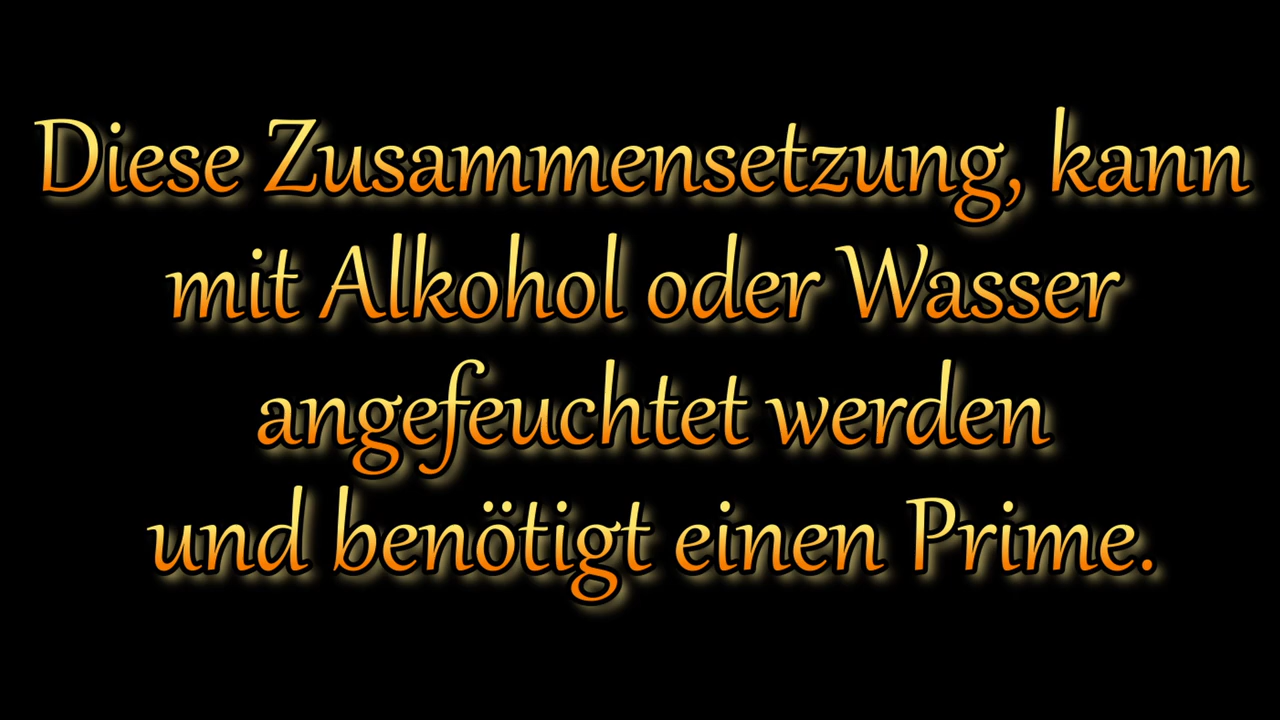 Diese Zusammensetzung, kann
mit Alkohol oder Wasser
angefeuchtet werden
und benötigt einen Prime.